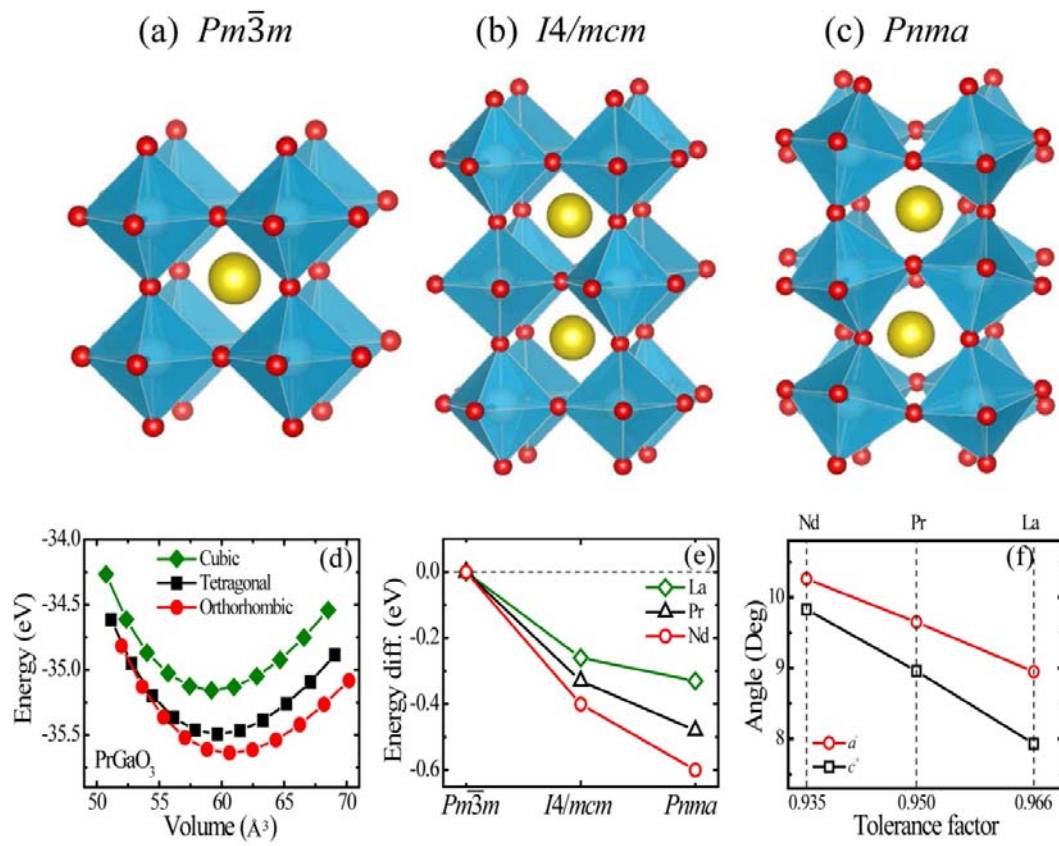 (a) Pm3̅m
(b) I4/mcm
(c) Pnma
(d)
-34.0
-34.5
-35.0
-35.5
Energy (eV)
Cubic
Tetragonal
Orthorhombic
PrGaO₃
50 55 60 65 70
Volume (Å³)
(e)
0.0
-0.2
-0.4
-0.6
Energy diff. (eV)
La
Pr
Nd
Pm3̅m I4/mcm Pnma
Nd Pr La
(f)
10
9
8
Angle (Deg)
a⁻
c⁺
0.935 0.950 0.966
Tolerance factor